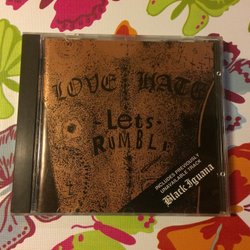 LOVE HATE
Lets
RUMBLE
INCLUDES PREVIOUSLY
UNAVAILABLE TRACK
Black Iguana